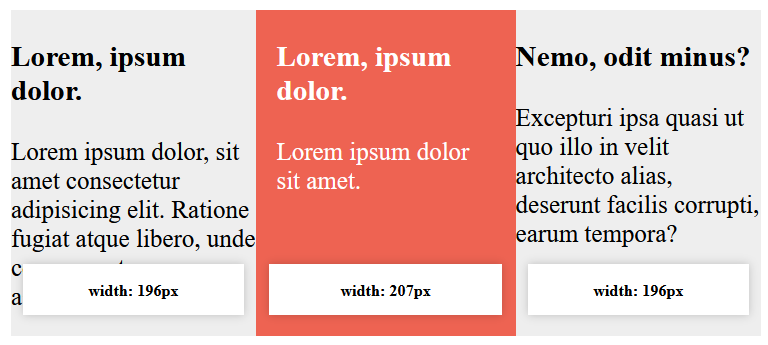 Lorem, ipsum
dolor.
Lorem ipsum dolor, sit
amet consectetur
adipisicing elit. Ratione
fugiat atque libero, unde
width: 196px
Lorem, ipsum
dolor.
Lorem ipsum dolor
sit amet.
width: 207px
Nemo, odit minus?
Excepturi ipsa quasi ut
quo illo in velit
architecto alias,
deserunt facilis corrupti,
earum tempora?
width: 196px